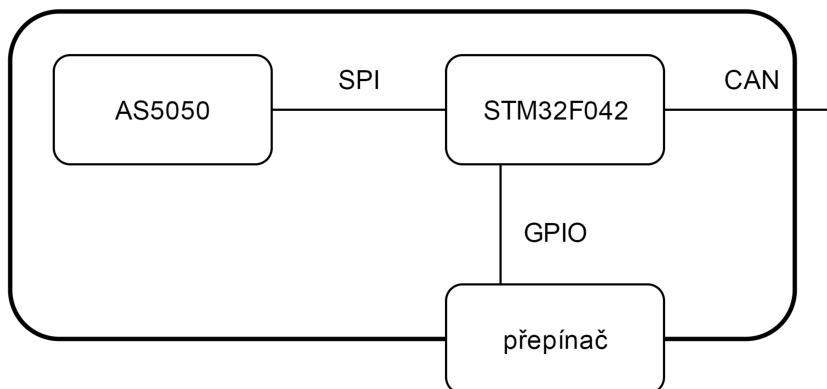 SPI
CAN
AS5050
STM32F042
GPIO
přepínač